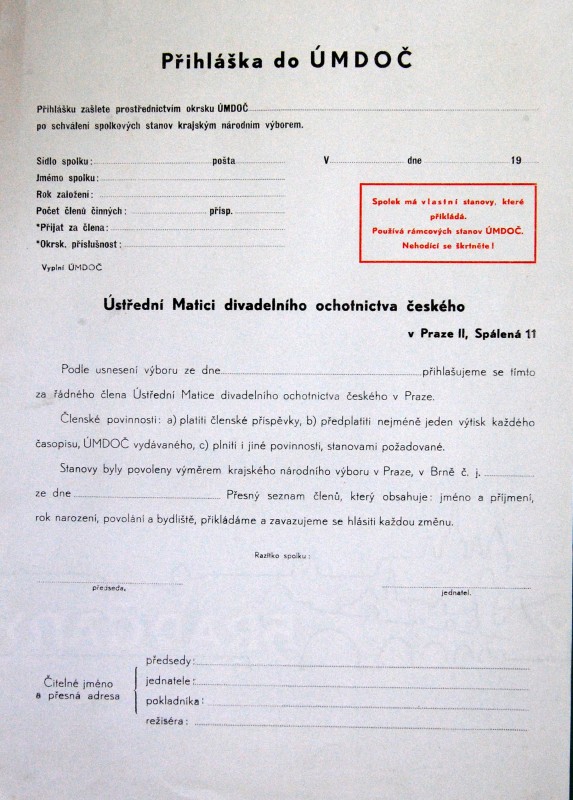 Přihláška do ÚMDOČ
Přihlášku zašlete prostřednictvím okrsku ÚMDOČ
po schválení spolkových stanov krajským národním výborem.
Sídlo spolku: pošta V dne 19
Jméno spolku:
Rok založení:
Počet členů činných: přisp.
*Přijat za člena:
*Okrsk. příslušnost:
Vyplní ÚMDOČ
Spolek má vlastní stanovy, které
přikládá.
Používá rámcových stanov ÚMDOČ.
Nehodící se škrtněte!
Ústřední Matici divadelního ochotnictva českého
v Praze II, Spálená 11
Podle usnesení výboru ze dne přihlašujeme se tímto
za řádného člena Ústřední Matice divadelního ochotnictva českého v Praze.
Členské povinnosti: a) platiti členské příspěvky, b) předplatiti nejméně jeden výtisk každého
časopisu, ÚMDOČ vydávaného, c) plniti i jiné povinnosti, stanovami požadované.
Stanovy byly povoleny výměrem krajského národního výboru v Praze, v Brně č. j.
ze dne Přesný seznam členů, který obsahuje: jméno a příjmení,
rok narození, povolání a bydliště, přikládáme a zavazujeme se hlásiti každou změnu.
Razítko spolku:
předseda. jednatel.
Čitelné jméno
a přesná adresa
předsedy:
jednatele:
pokladníka:
režiséra: